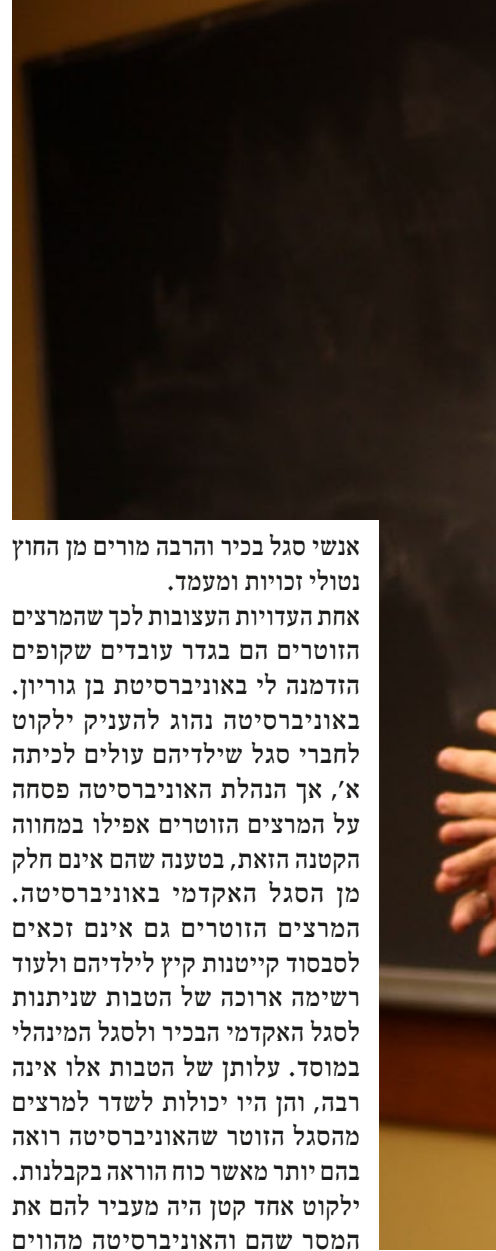 אנשי סגל בכיר והרבה מורים מן החוץ
נטולי זכויות ומעמד.
אחת העדויות העצובות לכך שהמרצים
הזוטרים הם בגדר עובדים שקופים
הזדמנה לי באוניברסיטת בן גוריון.
באוניברסיטה נהוג להעניק ילקוט
לחברי סגל שילדיהם עולים לכיתה
א', אך הנהלת האוניברסיטה פסחה
על המרצים הזוטרים אפילו במחווה
הקטנה הזאת, בטענה שהם אינם חלק
מן הסגל האקדמי באוניברסיטה.
המרצים הזוטרים גם אינם זכאים
לסבסוד קייטנות קיץ לילדיהם ולעוד
רשימה ארוכה של הטבות שניתנות
לסגל האקדמי הבכיר ולסגל המינהלי
במוסד. עלותן של הטבות אלו אינה
רבה, והן היו יכולות לשדר למרצים
מהסגל הזוטר שהאוניברסיטה רואה
בהם יותר מאשר כוח הוראה בקבלנות.
ילקוט אחד קטן היה מעביר להם את
המסר שהם והאוניברסיטה מהווים